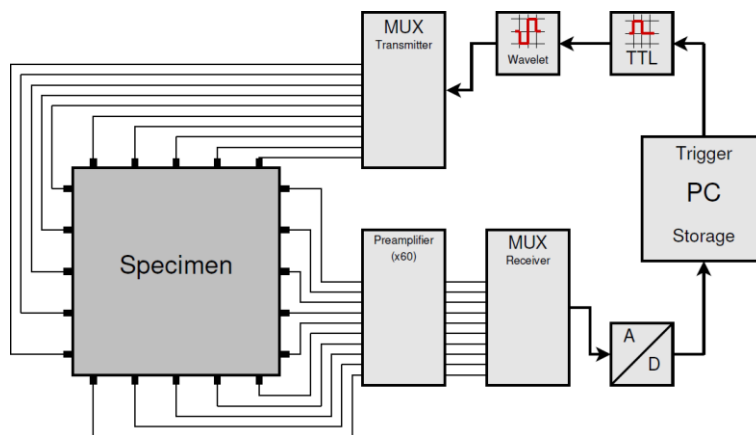 MUX
Transmitter
Wavelet
TTL
Trigger
PC
Storage
Specimen
Preamplifier
(x60)
MUX
Receiver
A
D